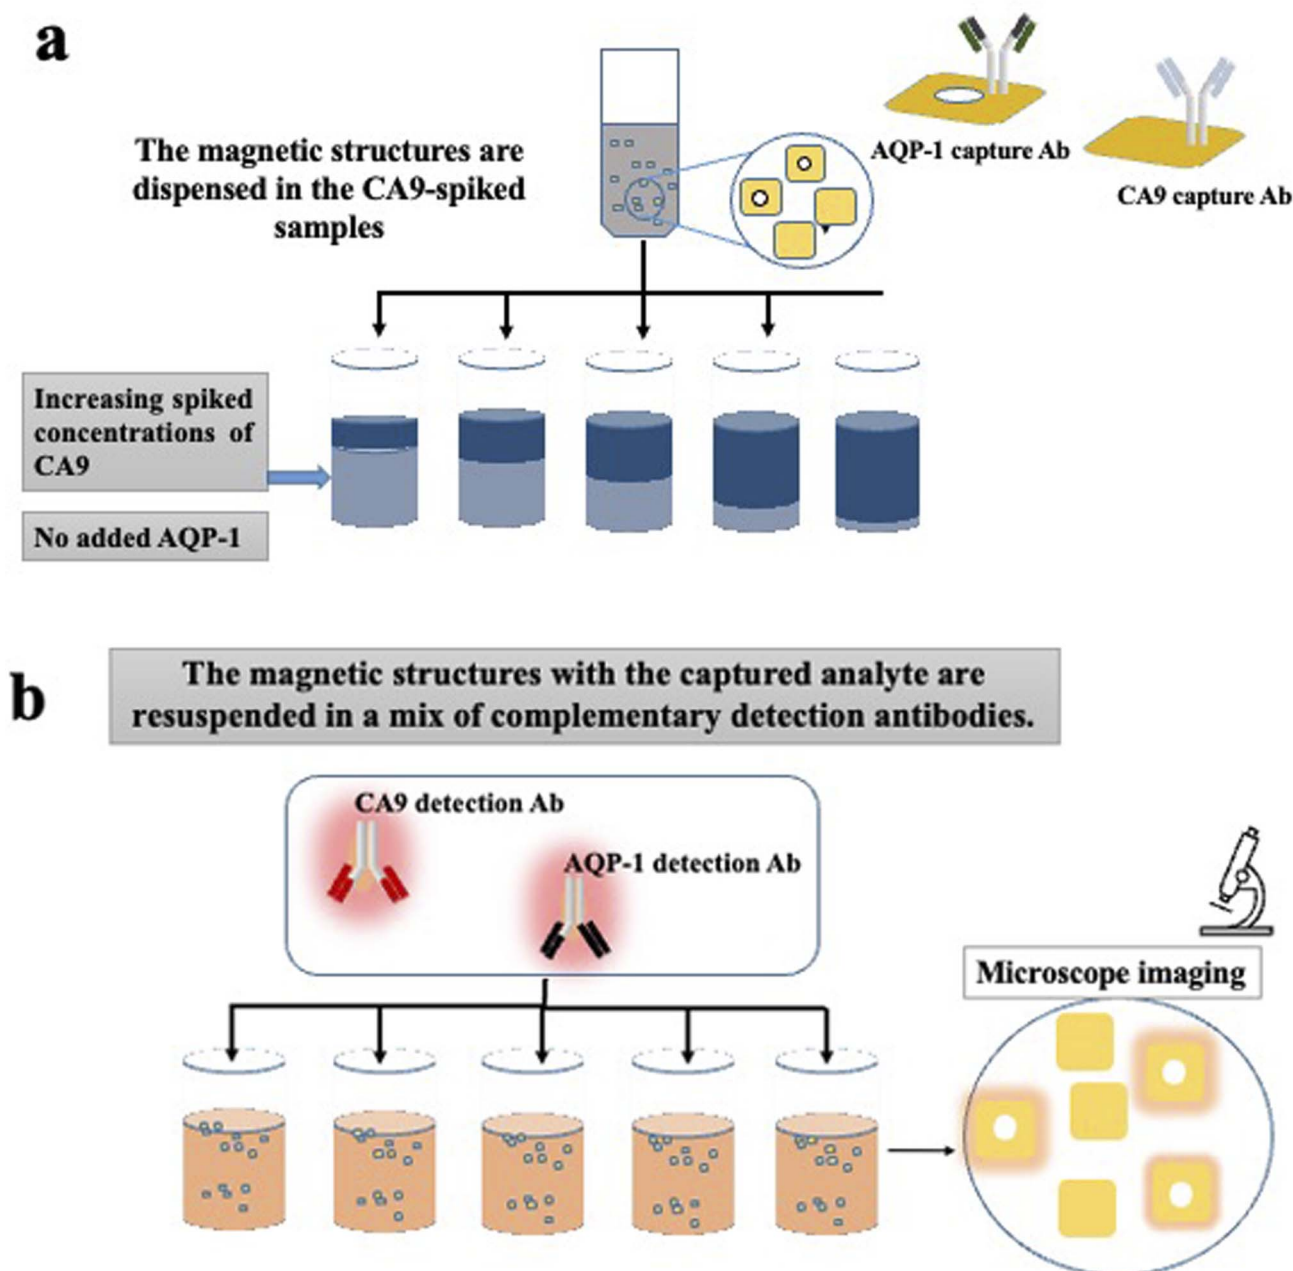 a
The magnetic structures are
dispensed in the CA9-spiked
samples
AQP-1 capture Ab
CA9 capture Ab
Increasing spiked
concentrations of
CA9
No added AQP-1
b
The magnetic structures with the captured analyte are
resuspended in a mix of complementary detection antibodies.
CA9 detection Ab
AQP-1 detection Ab
Microscope imaging